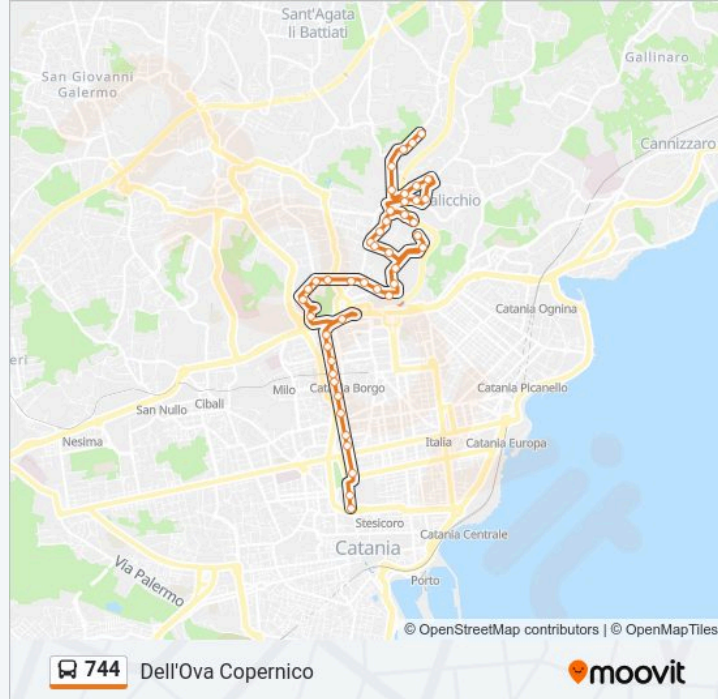 Sant'Agata
li Battiati
Gallinaro
San Giovanni
Galermo
Cannizzaro
alicchio
Catania Ognina
eri
Milo
Catania Borgo
Catania Picanello
San Nullo
Cibali
Nesima
Italia
Catania Europa
Stesicoro
Catania Centrale
Catania
Via Palermo
Porto
© OpenStreetMap contributors | © OpenMapTiles
744
Dell'Ova Copernico
moovit